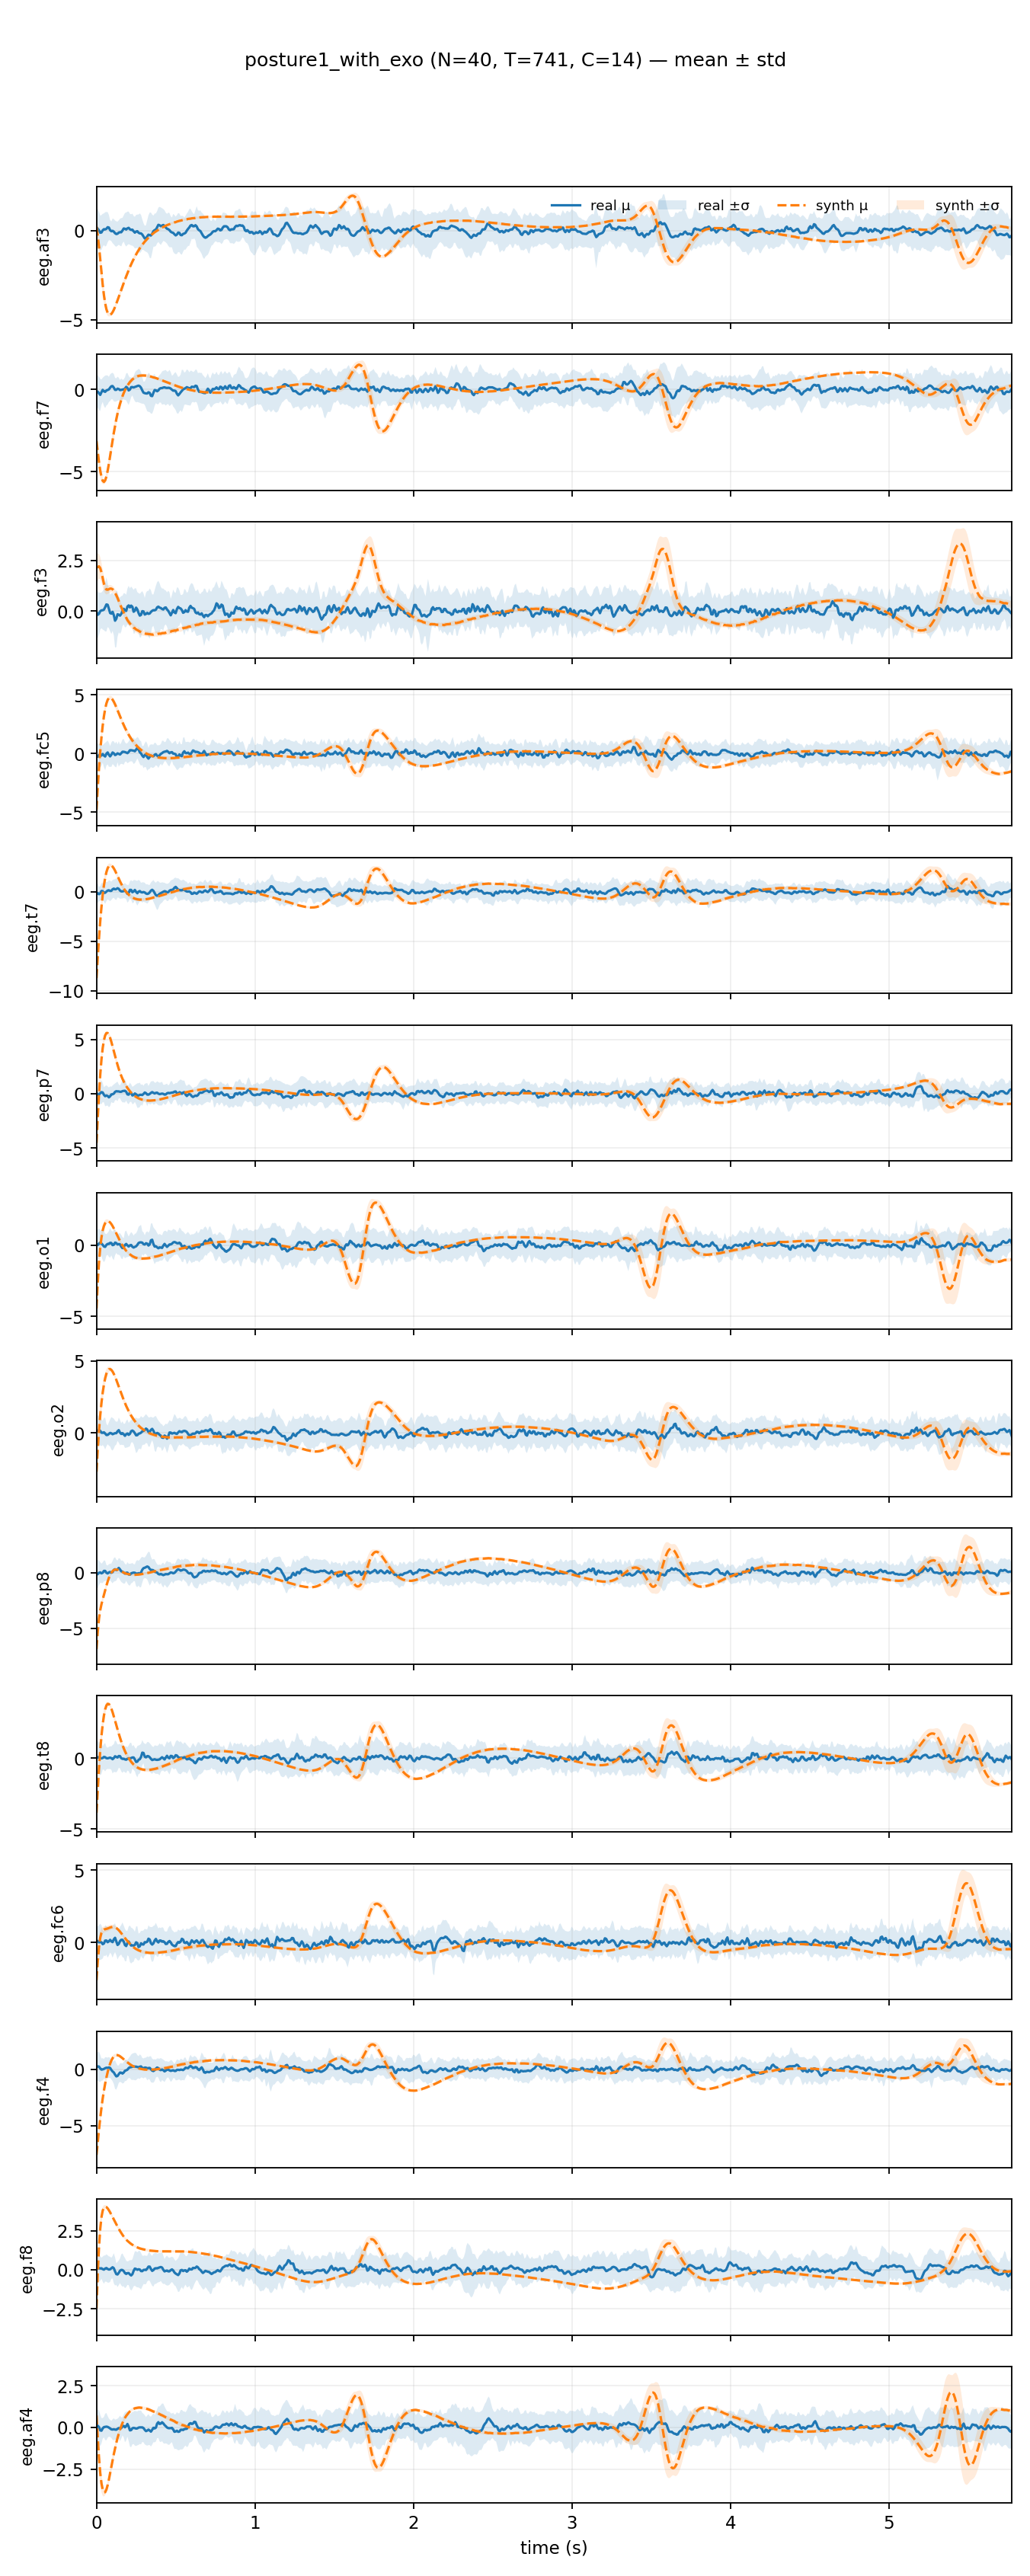 posture1_with_exo (N=40, T=741, C=14) — mean ± std
real μ real ±σ synth μ synth ±σ
0
−5
eeg.af3
0
−5
eeg.f7
2.5
0.0
eeg.f3
5
0
−5
eeg.fc5
0
−5
−10
eeg.t7
5
0
−5
eeg.p7
0
−5
eeg.o1
5
0
eeg.o2
0
−5
eeg.p8
0
−5
eeg.t8
5
0
eeg.fc6
0
−5
eeg.f4
2.5
0.0
−2.5
eeg.f8
2.5
0.0
−2.5
eeg.af4
0 1 2 3 4 5
time (s)